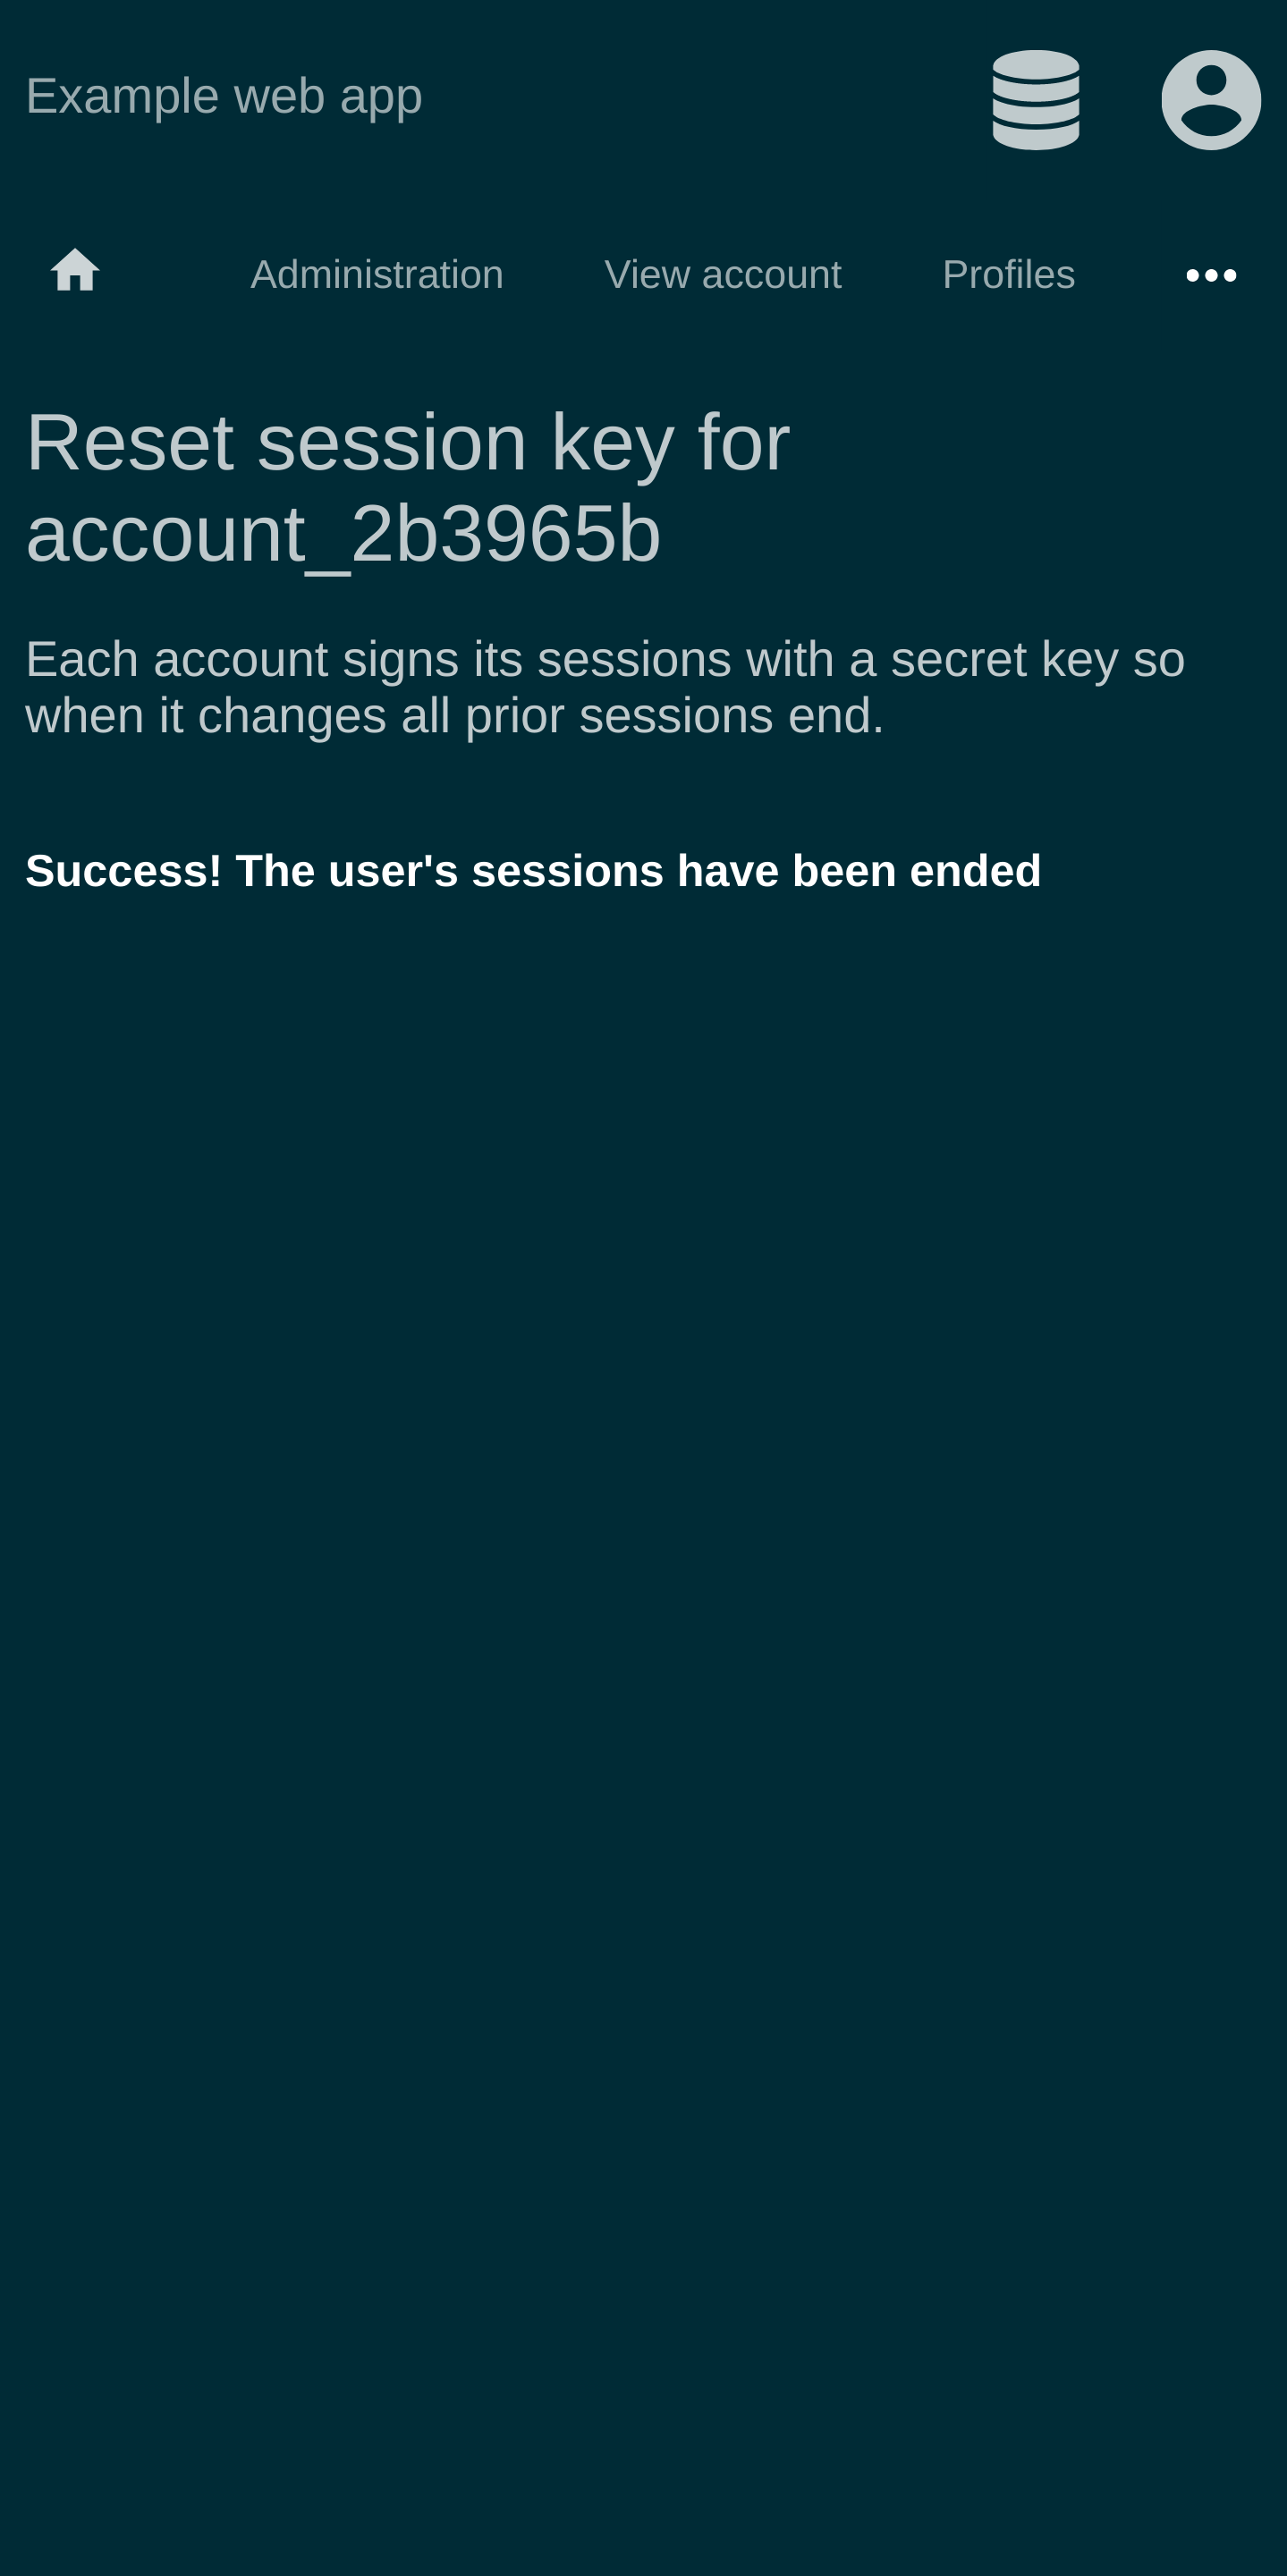 Example web app
Administration
View account
Profiles
Reset session key for
account_2b3965b
Each account signs its sessions with a secret key so
when it changes all prior sessions end.
Success! The user's sessions have been ended